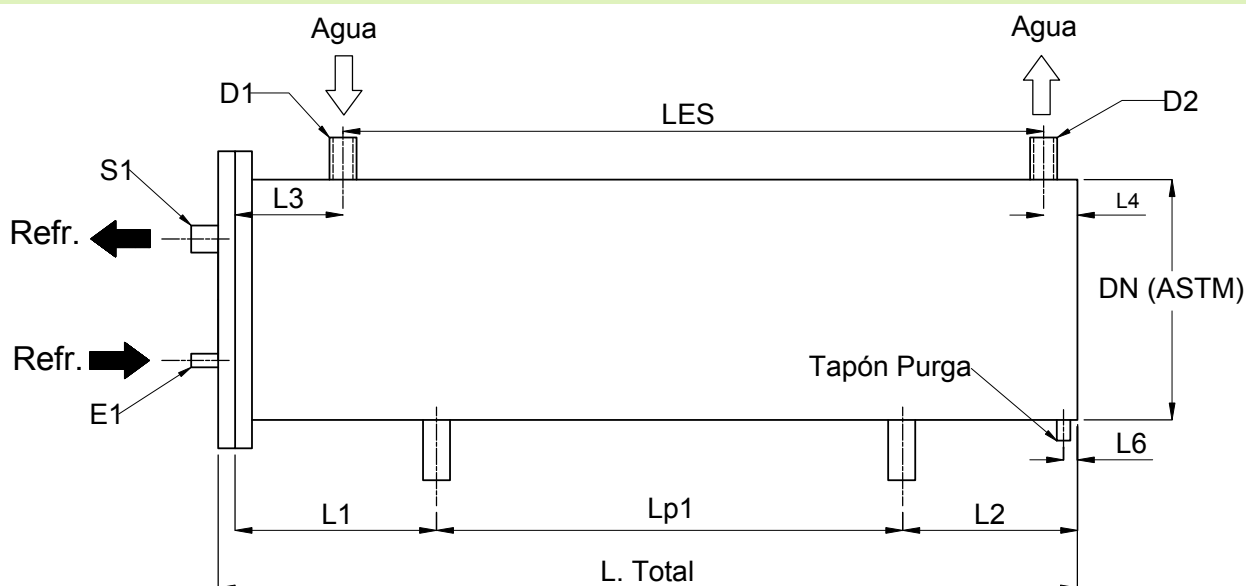 Agua
Agua
D1
LES
D2
S1
L3
L4
Refr.
DN (ASTM)
Refr.
Tapón Purga
E1
L6
L1
Lp1
L2
L. Total